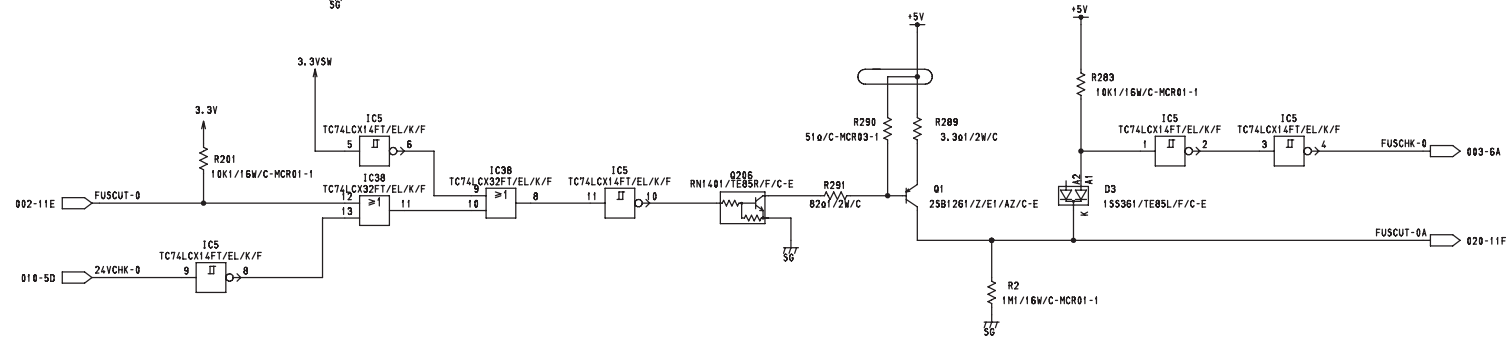 SG
+5V
+5V
3.3VSW
R283
10K1/16W/C-MCR01-1
3.3V
IC5
TC74LCX14FT/EL/K/F
5
6
R290
51Ω/C-MCR03-1
R289
3.3Ω1/2W/C
IC5
TC74LCX14FT/EL/K/F
1
2
IC5
TC74LCX14FT/EL/K/F
3
4
FUSCHK-0
003-6A
R201
10K1/16W/C-MCR01-1
IC38
TC74LCX32FT/EL/K/F
12
13
≥1
11
IC38
TC74LCX32FT/EL/K/F
9
10
≥1
8
IC5
TC74LCX14FT/EL/K/F
11
10
Q206
RN1401/TE85R/F/C-E
R291
82Ω1/2W/C
Q1
2SB1261/Z/E1/AZ/C-E
A2
A1
K
D3
1SS361/TE85L/F/C-E
002-11E
FUSCUT-0
SG
FUSCUT-0A
020-11F
IC5
TC74LCX14FT/EL/K/F
010-5D
24VCHK-0
9
8
R2
1M1/16W/C-MCR01-1
SG